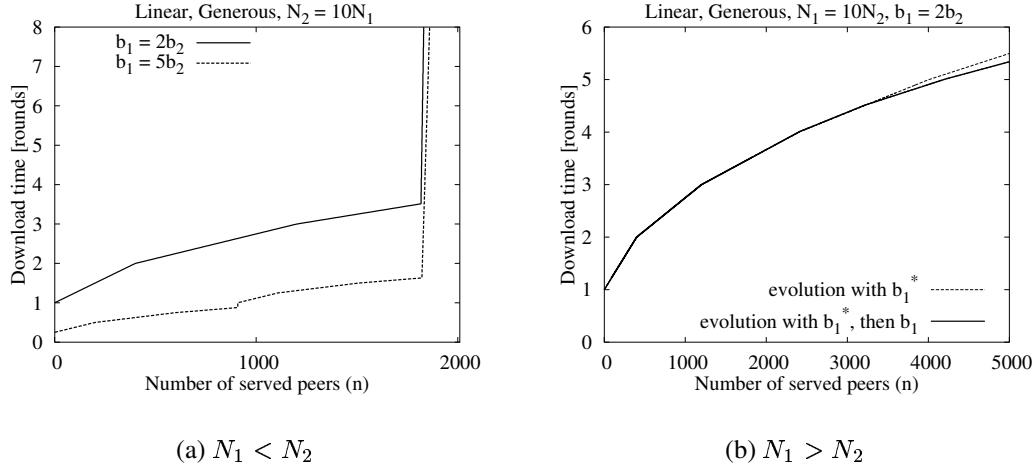 Linear, Generous, N₂ = 10N₁
8
7
6
5
4
3
2
1
0
0
1000
2000
Download time [rounds]
Number of served peers (n)
b₁ = 2b₂
b₁ = 5b₂
(a) N₁ < N₂
Linear, Generous, N₁ = 10N₂, b₁ = 2b₂
6
5
4
3
2
1
0
0
1000
2000
3000
4000
5000
Download time [rounds]
Number of served peers (n)
evolution with b₁*
evolution with b₁*, then b₁
(b) N₁ > N₂